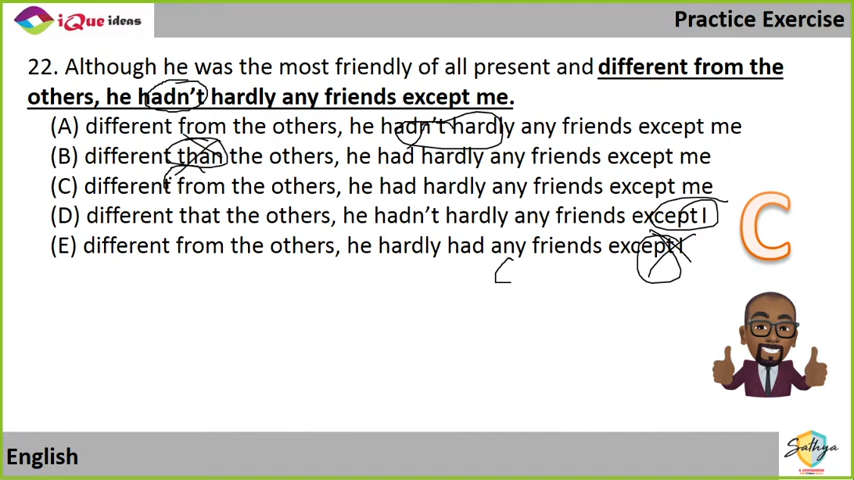 iQue ideas
Practice Exercise
22. Although he was the most friendly of all present and different from the
others, he hadn't hardly any friends except me.
(A) different from the others, he hadn't hardly any friends except me
(B) different than the others, he had hardly any friends except me
(C) different from the others, he had hardly any friends except me
(D) different that the others, he hadn't hardly any friends except I
(E) different from the others, he hardly had any friends except I
C
English
Sathya